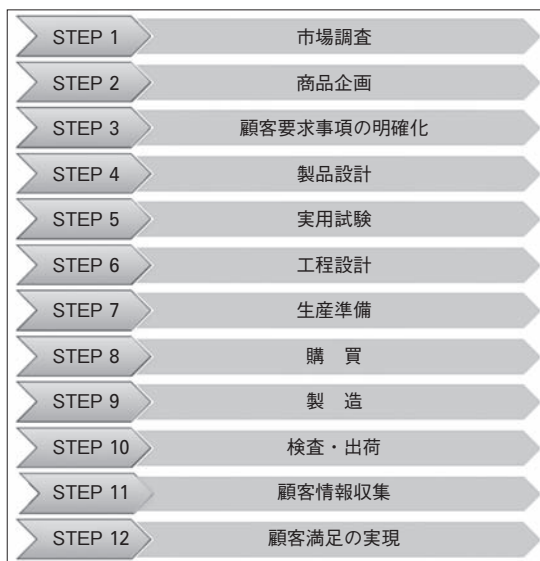 STEP 1 市場調査
STEP 2 商品企画
STEP 3 顧客要求事項の明確化
STEP 4 製品設計
STEP 5 実用試験
STEP 6 工程設計
STEP 7 生産準備
STEP 8 購　買
STEP 9 製　造
STEP 10 検査・出荷
STEP 11 顧客情報収集
STEP 12 顧客満足の実現